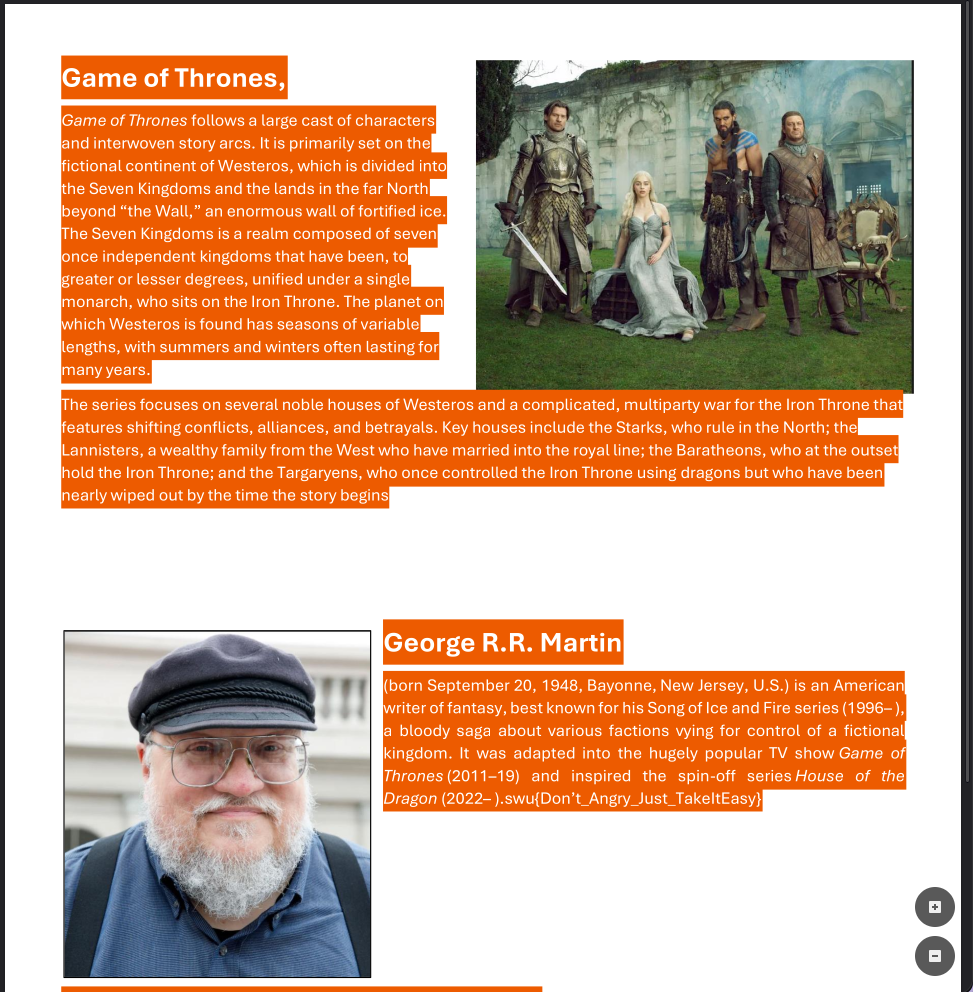 Game of Thrones,
Game of Thrones follows a large cast of characters
and interwoven story arcs. It is primarily set on the
fictional continent of Westeros, which is divided into
the Seven Kingdoms and the lands in the far North
beyond “the Wall,” an enormous wall of fortified ice.
The Seven Kingdoms is a realm composed of seven
once independent kingdoms that have been, to
greater or lesser degrees, unified under a single
monarch, who sits on the Iron Throne. The planet on
which Westeros is found has seasons of variable
lengths, with summers and winters often lasting for
many years.
The series focuses on several noble houses of Westeros and a complicated, multiparty war for the Iron Throne that
features shifting conflicts, alliances, and betrayals. Key houses include the Starks, who rule in the North; the
Lannisters, a wealthy family from the West who have married into the royal line; the Baratheons, who at the outset
hold the Iron Throne; and the Targaryens, who once controlled the Iron Throne using dragons but who have been
nearly wiped out by the time the story begins
George R.R. Martin
(born September 20, 1948, Bayonne, New Jersey, U.S.) is an American
writer of fantasy, best known for his Song of Ice and Fire series (1996– ),
a bloody saga about various factions vying for control of a fictional
kingdom. It was adapted into the hugely popular TV show Game of
Thrones (2011–19) and inspired the spin-off series House of the
Dragon (2022– ).swu{Don’t_Angry_Just_TakeItEasy}